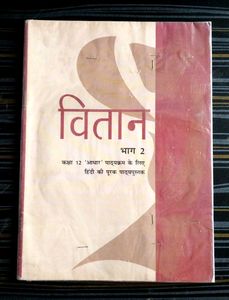 वितान
भाग 2
कक्षा 12 'आधार' पाठ्यक्रम के लिए
हिंदी की पूरक पाठ्यपुस्तक